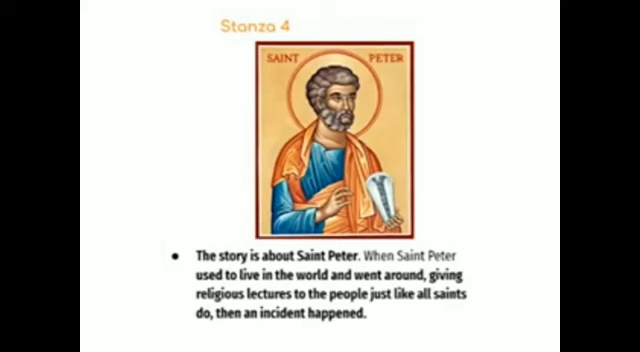 Stanza 4
SAINT PETER
The story is about Saint Peter. When Saint Peter
used to live in the world and went around, giving
religious lectures to the people just like all saints
do, then an incident happened.